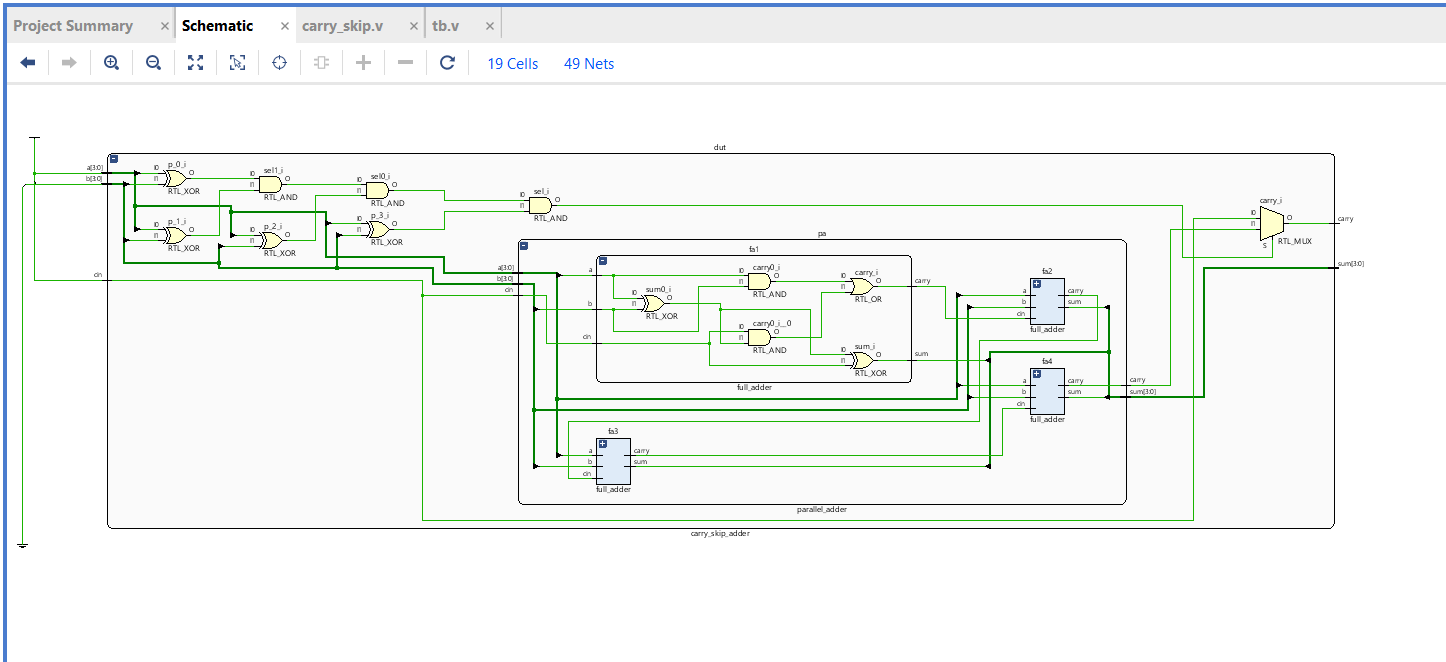 Project Summary × Schematic × carry_skip.v × tb.v ×
19 Cells 49 Nets
dut
a[3:0]
b[3:0]
cin
p_0_i
I0
I1
O
RTL_XOR
sel1_i
I0
I1
O
RTL_AND
sel0_i
I0
I1
O
RTL_AND
p_1_i
I0
I1
O
RTL_XOR
p_2_i
I0
I1
O
RTL_XOR
p_3_i
I0
I1
O
RTL_XOR
sel_i
I0
I1
O
RTL_AND
carry_i
I0
I1
S
O
RTL_MUX
carry
sum[3:0]
pa
a[3:0]
b[3:0]
cin
fa1
a
b
cin
sum0_i
I0
I1
O
RTL_XOR
carry0_i
I0
I1
O
RTL_AND
carry0_i__0
I0
I1
O
RTL_AND
carry_i
I0
I1
O
RTL_OR
sum_i
I0
I1
O
RTL_XOR
carry
sum
full_adder
fa2
a
b
cin
carry
sum
full_adder
fa4
a
b
cin
carry
sum
full_adder
carry
sum[3:0]
fa3
a
b
cin
carry
sum
full_adder
parallel_adder
carry_skip_adder